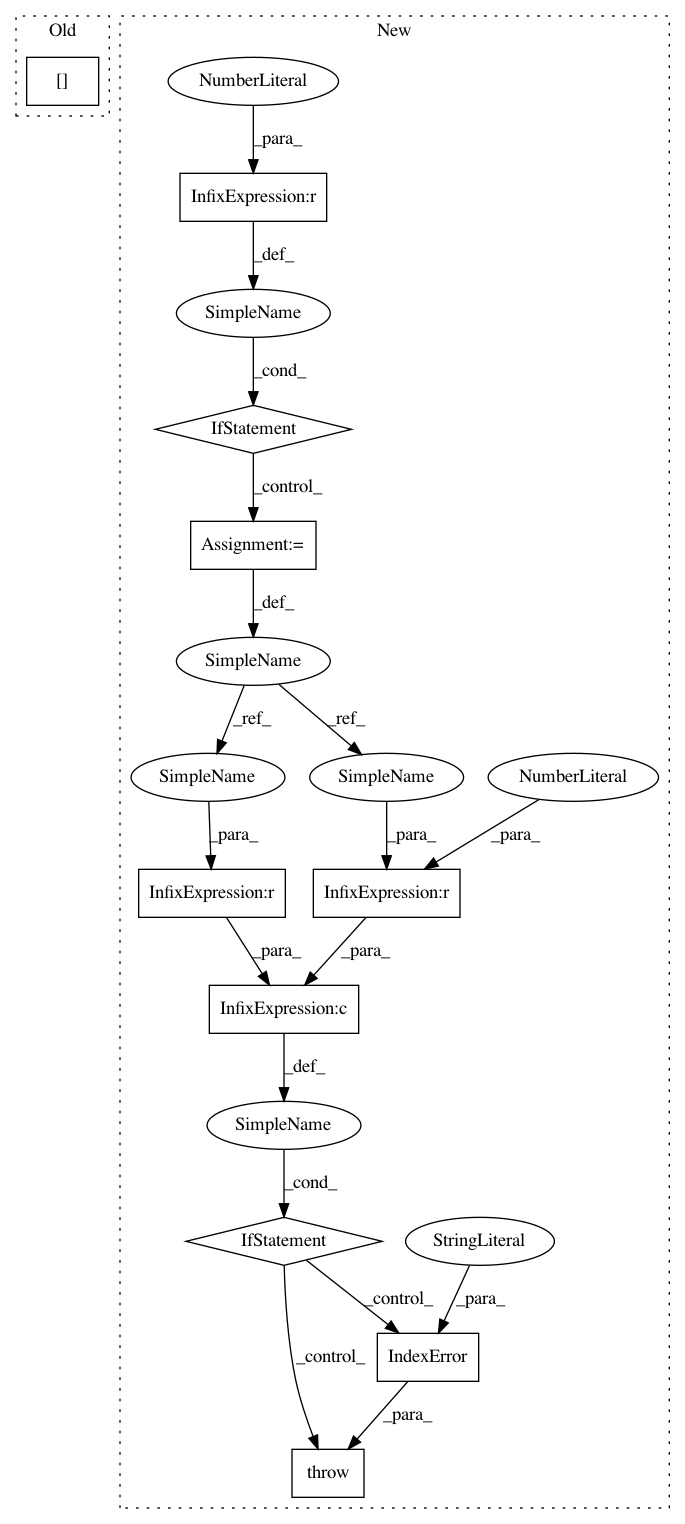 Old
New
[]
NumberLiteral
_para_
InfixExpression:r
_def_
SimpleName
_cond_
IfStatement
_control_
Assignment:=
_def_
SimpleName
_ref_
_ref_
SimpleName
SimpleName
NumberLiteral
_para_
_para_
_para_
InfixExpression:r
InfixExpression:r
_para_
_para_
InfixExpression:c
_def_
SimpleName
_cond_
IfStatement
StringLiteral
_control_
_para_
_control_
IndexError
_para_
throw